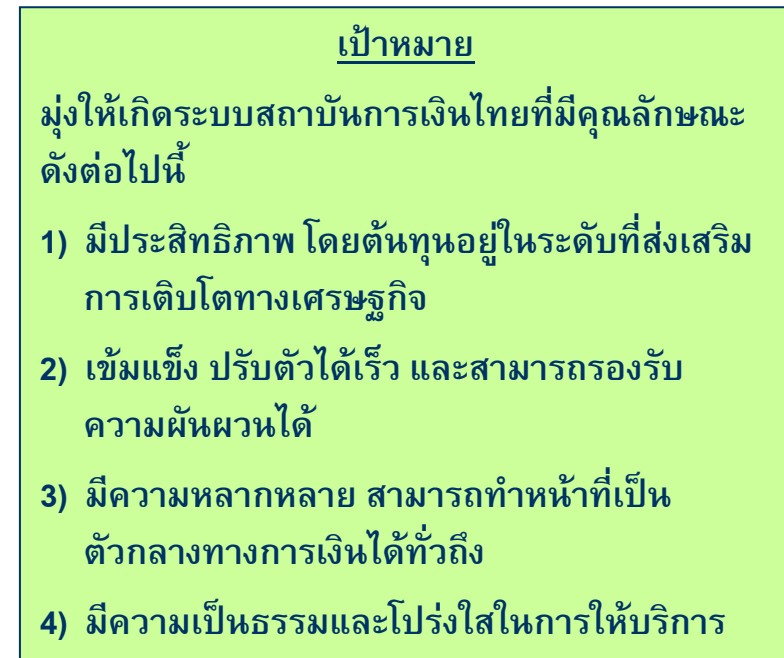 เป้าหมาย
มุ่งให้เกิดระบบสถาบันการเงินไทยที่มีคุณลักษณะ
ดังต่อไปนี้
1) มีประสิทธิภาพ โดยต้นทุนอยู่ในระดับที่ส่งเสริม
การเติบโตทางเศรษฐกิจ
2) เข้มแข็ง ปรับตัวได้เร็ว และสามารถรองรับ
ความผันผวนได้
3) มีความหลากหลาย สามารถทำหน้าที่เป็น
ตัวกลางทางการเงินได้ทั่วถึง
4) มีความเป็นธรรมและโปร่งใสในการให้บริการ